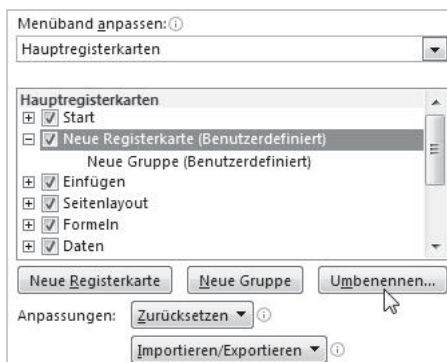 Menüband anpassen:
Hauptregisterkarten
Hauptregisterkarten
Start
Neue Registerkarte (Benutzerdefiniert)
Neue Gruppe (Benutzerdefiniert)
Einfügen
Seitenlayout
Formeln
Daten
Neue Registerkarte Neue Gruppe Umbenennen...
Anpassungen: Zurücksetzen
Importieren/Exportieren